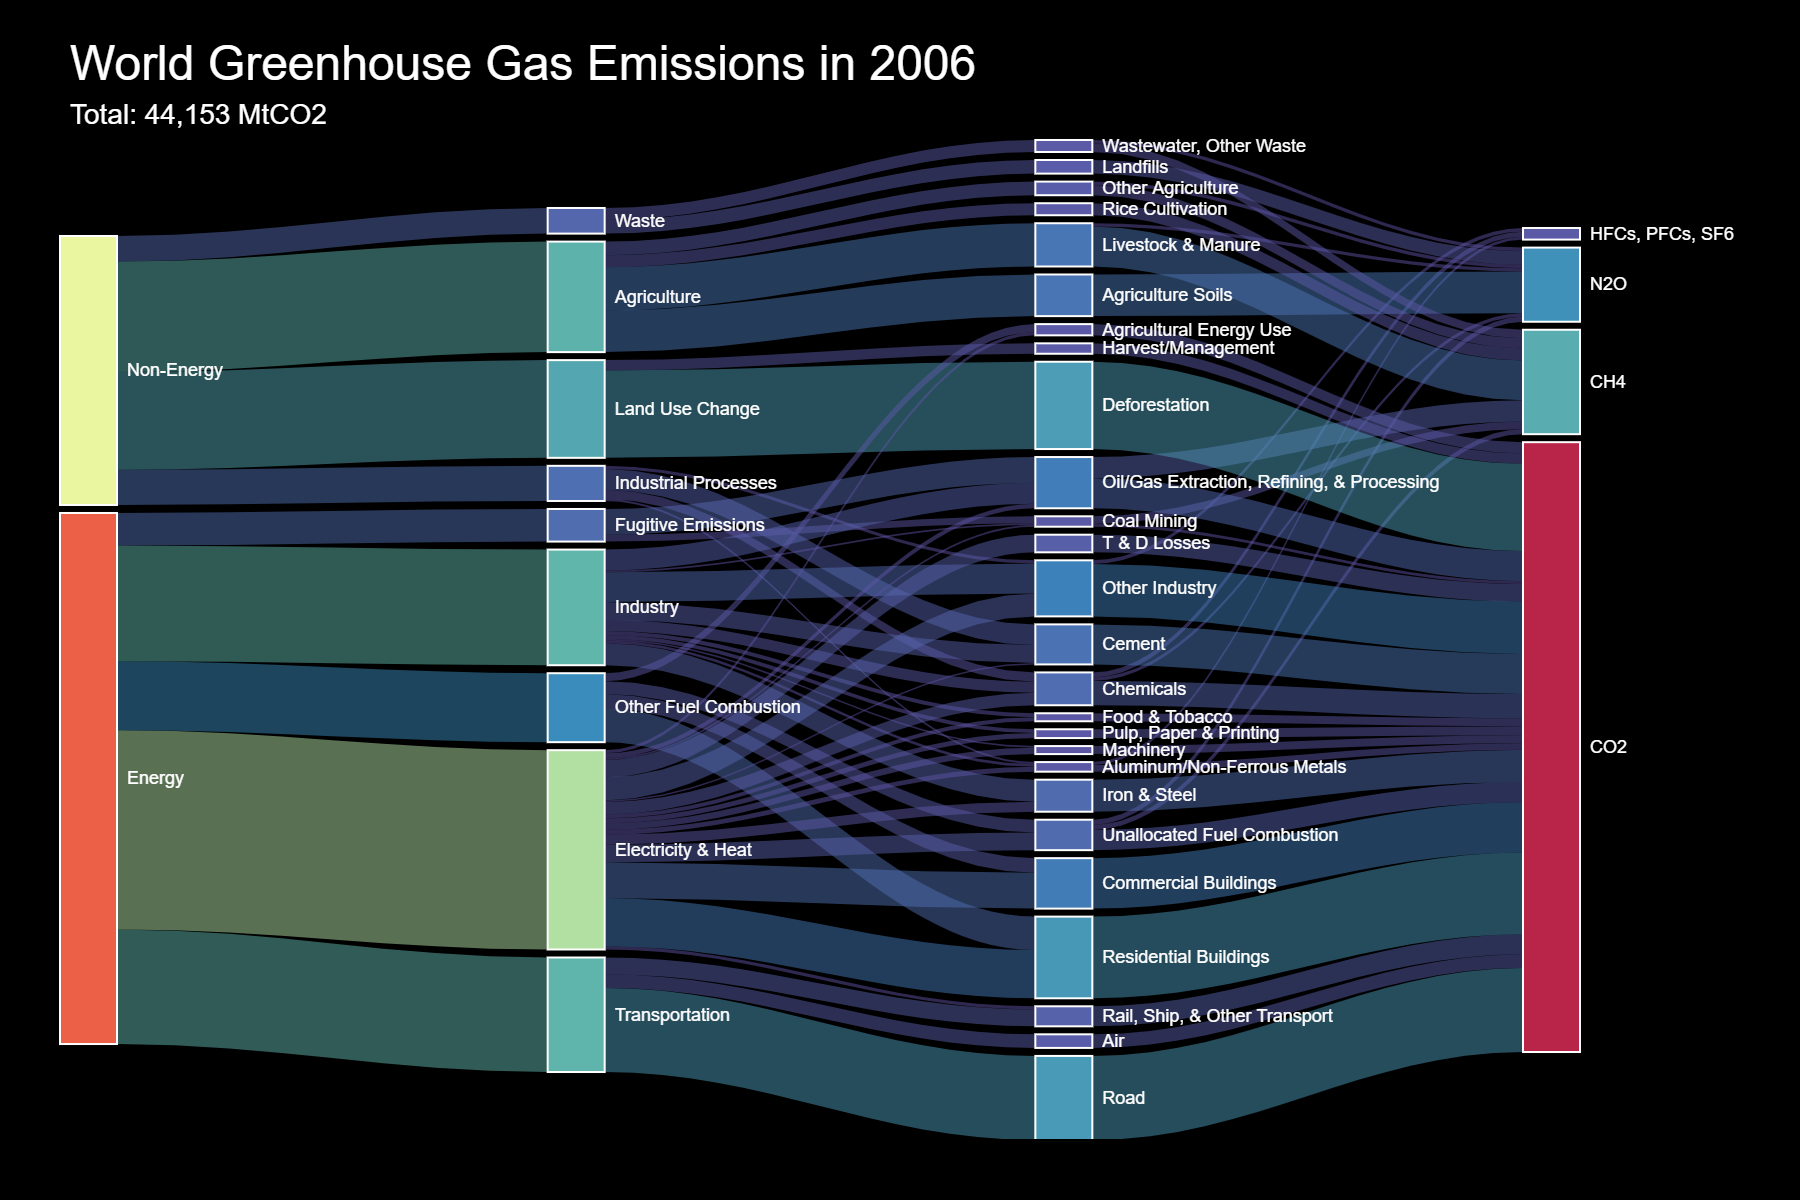 World Greenhouse Gas Emissions in 2006
Total: 44,153 MtCO2
Non-Energy
Energy
Waste
Agriculture
Land Use Change
Industrial Processes
Fugitive Emissions
Industry
Other Fuel Combustion
Electricity & Heat
Transportation
Wastewater, Other Waste
Landfills
Other Agriculture
Rice Cultivation
Livestock & Manure
Agriculture Soils
Agricultural Energy Use
Harvest/Management
Deforestation
Oil/Gas Extraction, Refining, & Processing
Coal Mining
T & D Losses
Other Industry
Cement
Chemicals
Food & Tobacco
Pulp, Paper & Printing
Machinery
Aluminum/Non-Ferrous Metals
Iron & Steel
Unallocated Fuel Combustion
Commercial Buildings
Residential Buildings
Rail, Ship, & Other Transport
Air
Road
HFCs, PFCs, SF6
N2O
CH4
CO2